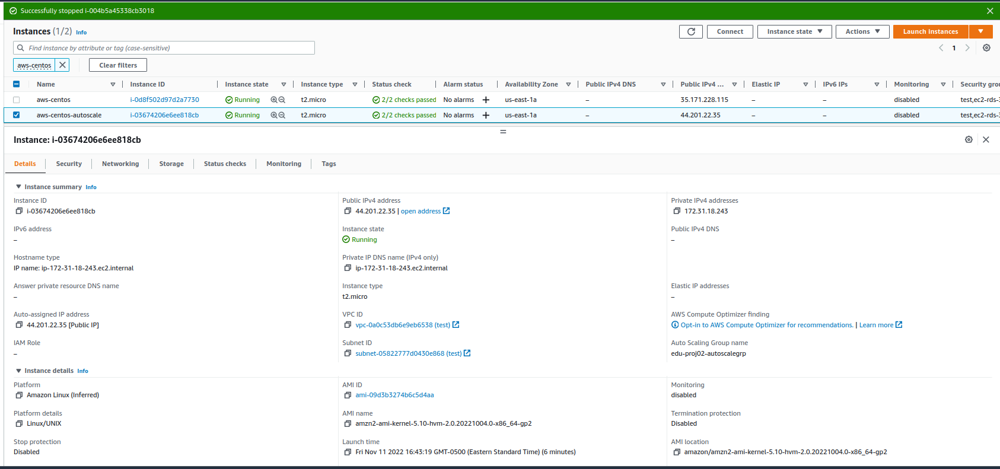 Successfully stopped i-004b5a45338cb3018
Instances (1/2) Info
Connect Instance state Actions Launch instances
Find instance by attribute or tag (case-sensitive)
1
aws-centos Clear filters
Name Instance ID Instance state Instance type Status check Alarm status Availability Zone Public IPv4 DNS Public IPv4 ... Elastic IP IPv6 IPs Monitoring Security grou
aws-centos i-0d8f502d97d2a7730 Running t2.micro 2/2 checks passed No alarms + us-east-1a – 35.171.228.115 – – disabled test,ec2-rds-
aws-centos-autoscale i-03674206e6ee818cb Running t2.micro 2/2 checks passed No alarms + us-east-1a – 44.201.22.35 – – disabled test,ec2-rds-
Instance: i-03674206e6ee818cb
Details Security Networking Storage Status checks Monitoring Tags
Instance summary Info
Instance ID Public IPv4 address Private IPv4 addresses
i-03674206e6ee818cb 44.201.22.35 | open address 172.31.18.243
IPv6 address Instance state Public IPv4 DNS
– Running –
Hostname type Private IP DNS name (IPv4 only)
IP name: ip-172-31-18-243.ec2.internal ip-172-31-18-243.ec2.internal
Answer private resource DNS name Instance type Elastic IP addresses
– t2.micro –
Auto-assigned IP address VPC ID AWS Compute Optimizer finding
44.201.22.35 [Public IP] vpc-0a0c53db6e9eb6538 (test) Opt-in to AWS Compute Optimizer for recommendations. | Learn more
IAM Role Subnet ID Auto Scaling Group name
– subnet-05822777d0430e868 (test) edu-proj02-autoscalegrp
Instance details Info
Platform AMI ID Monitoring
Amazon Linux (Inferred) ami-09d3b3274b6c5d4aa disabled
Platform details AMI name Termination protection
Linux/UNIX amzn2-ami-kernel-5.10-hvm-2.0.20221004.0-x86_64-gp2 Disabled
Stop protection Launch time AMI location
Disabled Fri Nov 11 2022 16:43:19 GMT-0500 (Eastern Standard Time) (6 minutes) amazon/amzn2-ami-kernel-5.10-hvm-2.0.20221004.0-x86_64-gp2